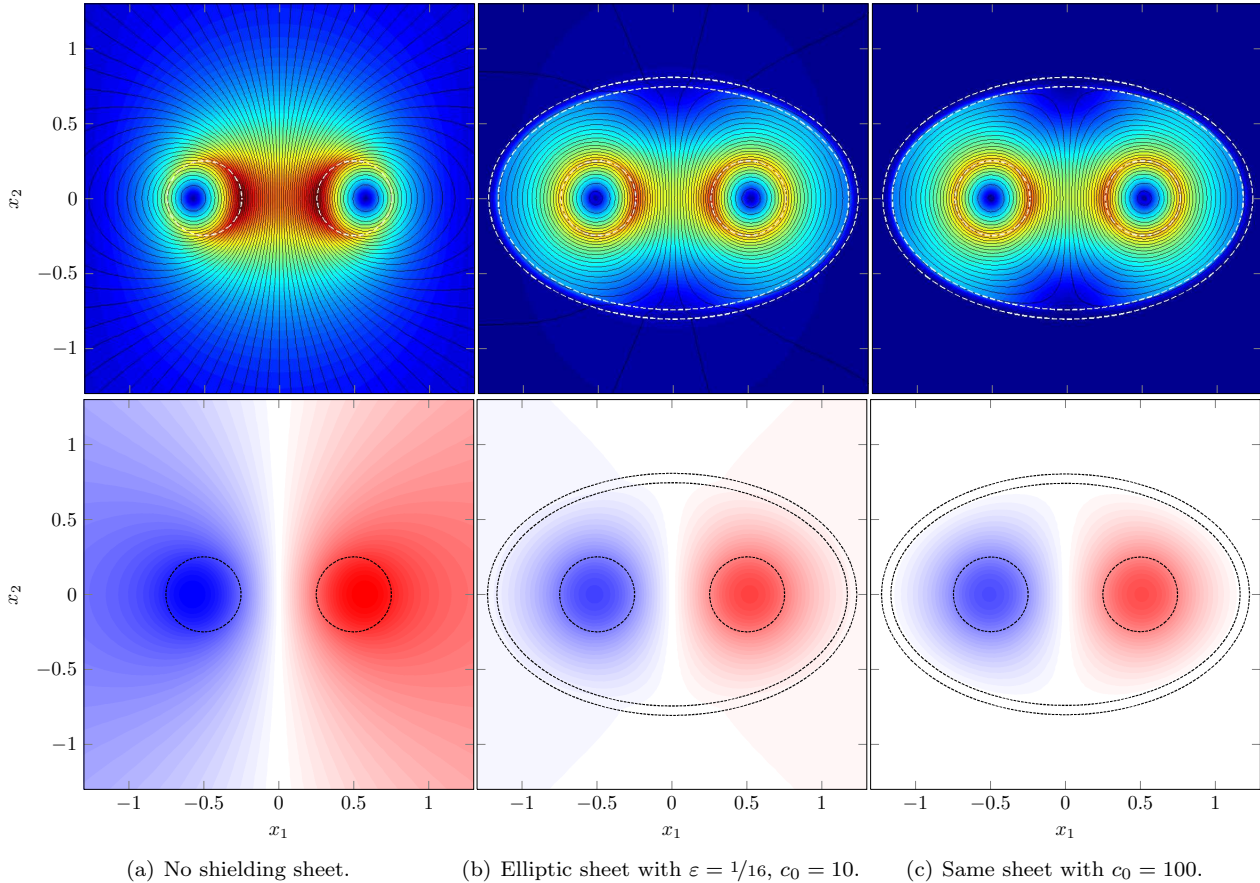 1
0.5
0
−0.5
−1
x₂
1
0.5
0
−0.5
−1
x₂
−1 −0.5 0 0.5 1
−1 −0.5 0 0.5 1
−1 −0.5 0 0.5 1
x₁
x₁
x₁
(a) No shielding sheet.
(b) Elliptic sheet with ε = 1/16, c₀ = 10.
(c) Same sheet with c₀ = 100.